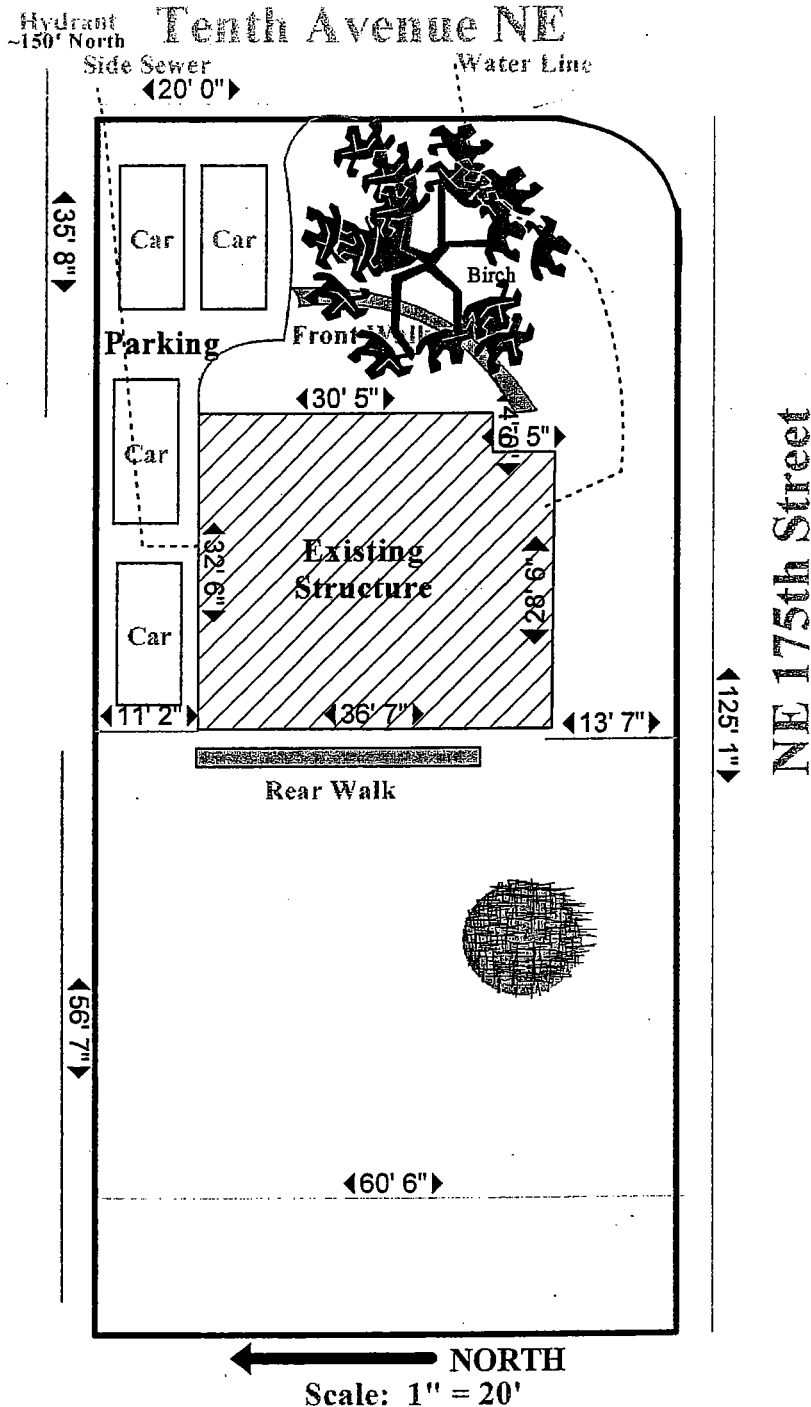 Hydrant
~150' North
Tenth Avenue NE
Side Sewer
Water Line
20' 0"
35' 8"
Car
Car
Birch
Parking
Front Walk
30' 5"
6' 5"
Car
32' 6"
Existing
Structure
28' 6"
Car
11' 2"
36' 7"
13' 7"
Rear Walk
125' 1"
NE 175th Street
56' 7"
60' 6"
NORTH
Scale: 1" = 20'